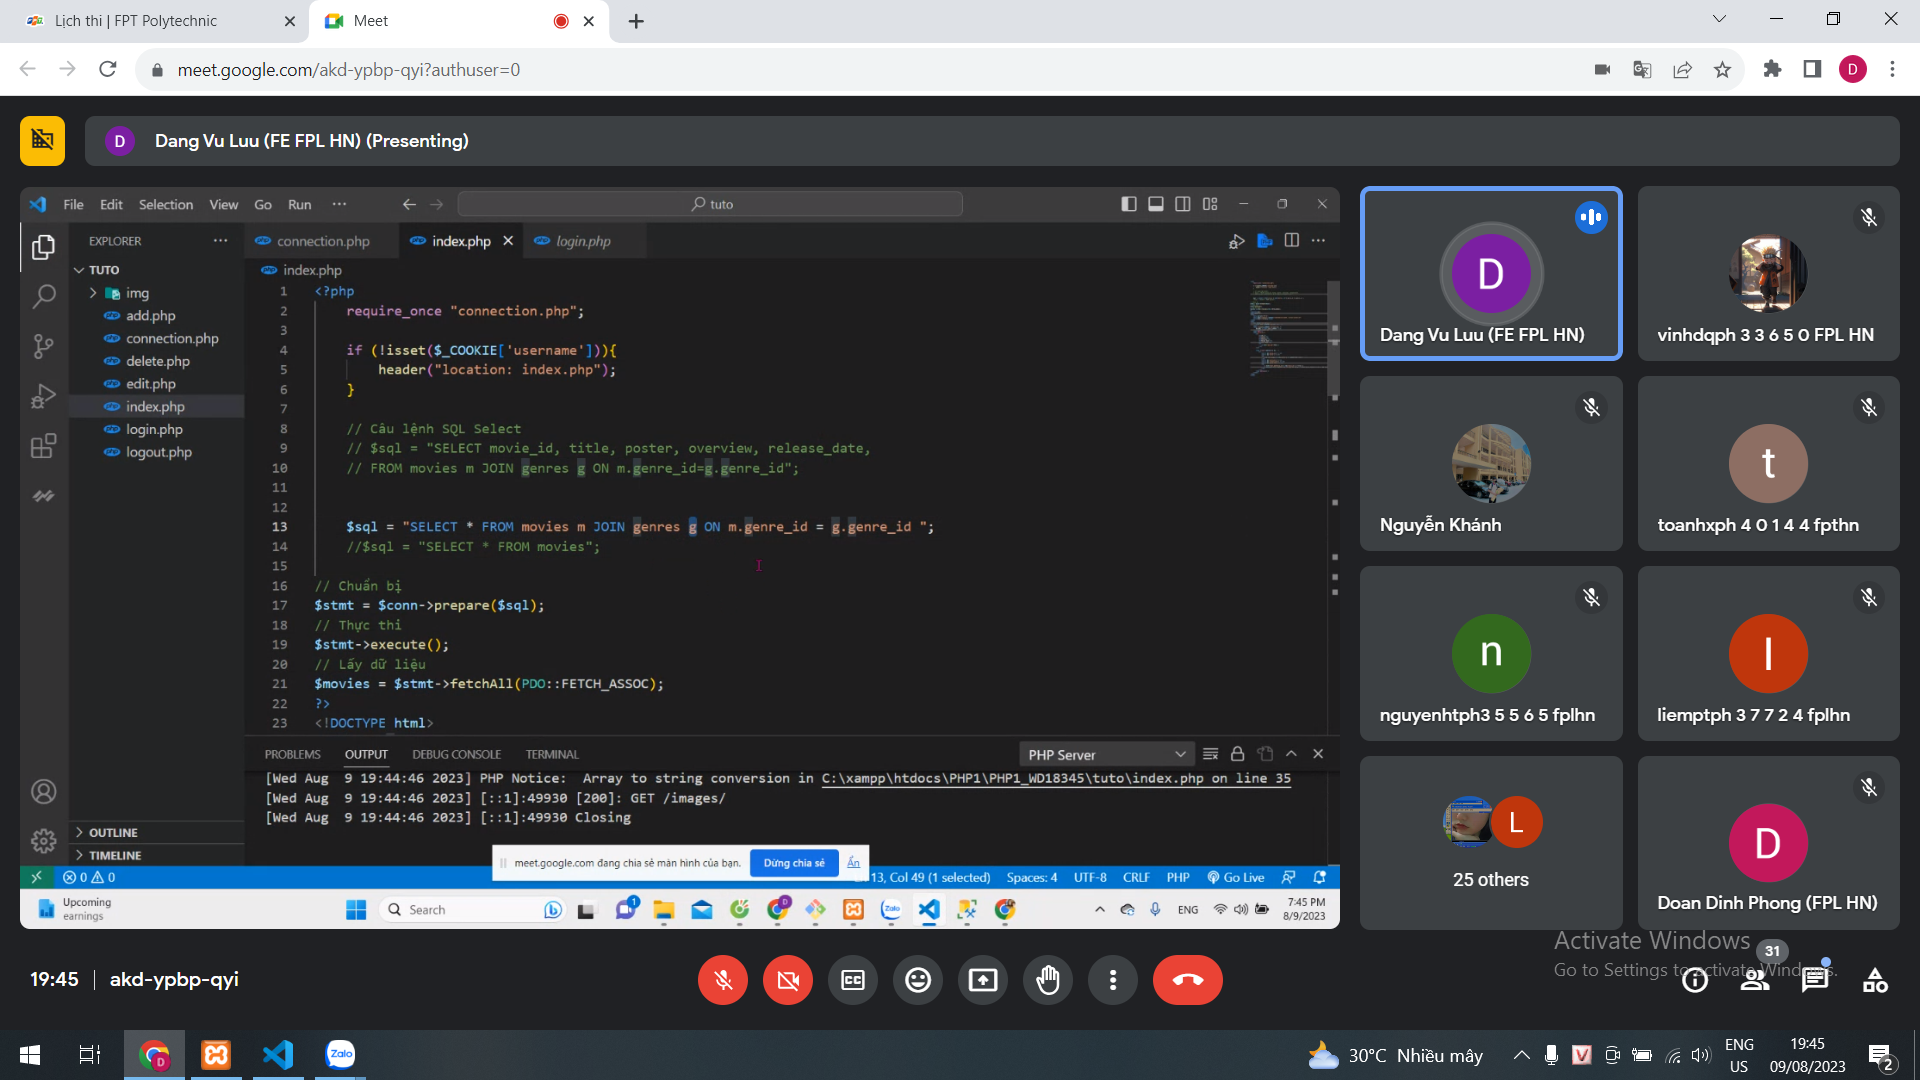 Lịch thi | FPT Polytechnic
Meet
meet.google.com/akd-ypbp-qyi?authuser=0
D
D
Dang Vu Luu (FE FPL HN) (Presenting)
File Edit Selection View Go Run ···
tuto
EXPLORER
connection.php
index.php
login.php
TUTO
index.php
img
add.php
connection.php
delete.php
edit.php
index.php
login.php
logout.php
1 <?php
2 require_once "connection.php";
3
4 if (!isset($_COOKIE['username'])){
5 header("location: index.php");
6 }
7
8 // Câu lệnh SQL Select
9 // $sql = "SELECT movie_id, title, poster, overview, release_date,
10 // FROM movies m JOIN genres g ON m.genre_id=g.genre_id";
11
12
13 $sql = "SELECT * FROM movies m JOIN genres g ON m.genre_id = g.genre_id ";
14 //$sql = "SELECT * FROM movies";
15
16 // Chuẩn bị
17 $stmt = $conn->prepare($sql);
18 // Thực thi
19 $stmt->execute();
20 // Lấy dữ liệu
21 $movies = $stmt->fetchAll(PDO::FETCH_ASSOC);
22 ?>
23 <!DOCTYPE html>
OUTLINE
TIMELINE
PROBLEMS OUTPUT DEBUG CONSOLE TERMINAL
PHP Server
[Wed Aug  9 19:44:46 2023] PHP Notice:  Array to string conversion in C:\xampp\htdocs\PHP1\PHP1_WD18345\tuto\index.php on line 35
[Wed Aug  9 19:44:46 2023] [::1]:49930 [200]: GET /images/
[Wed Aug  9 19:44:46 2023] [::1]:49930 Closing
meet.google.com đang chia sẻ màn hình của bạn.
Dừng chia sẻ
Ẩn
0 0
13, Col 49 (1 selected) Spaces: 4 UTF-8 CRLF PHP Go Live
Upcoming
earnings
Search
1
D
Zalo
ENG
7:45 PM
8/9/2023
D
Dang Vu Luu (FE FPL HN)
vinhdqph 3 3 6 5 0 FPL HN
Nguyễn Khánh
t
toanhxph 4 0 1 4 4 fpthn
n
nguyenhtph3 5 5 6 5 fplhn
l
liemptph 3 7 7 2 4 fplhn
L
25 others
D
Doan Dinh Phong (FPL HN)
Activate Windows
Go to Settings to activate Windows.
31
19:45
akd-ypbp-qyi
D
Zalo
30°C Nhiều mây
V
ENG
US
19:45
09/08/2023
2